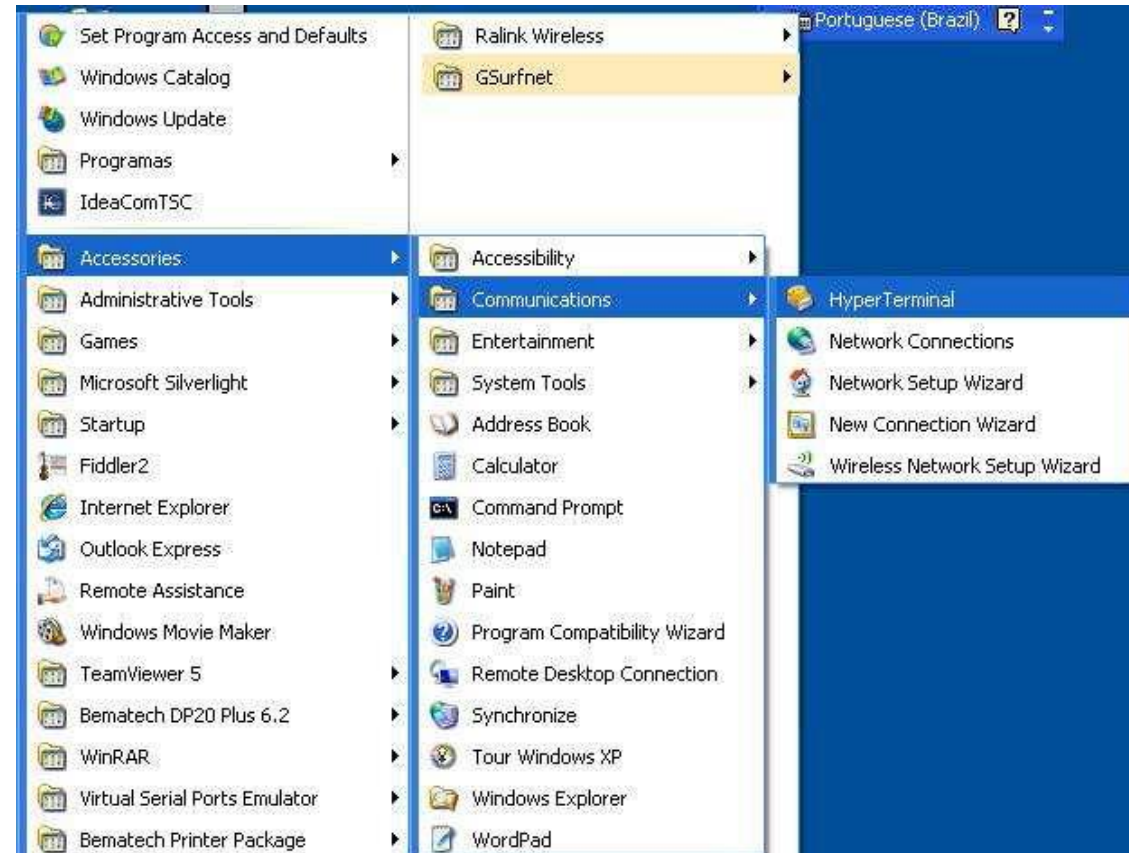 Set Program Access and Defaults
Windows Catalog
Windows Update
Programas
IdeaComTSC
Accessories
Administrative Tools
Games
Microsoft Silverlight
Startup
Fiddler2
Internet Explorer
Outlook Express
Remote Assistance
Windows Movie Maker
TeamViewer 5
Bematech DP20 Plus 6.2
WinRAR
Virtual Serial Ports Emulator
Bematech Printer Package
Ralink Wireless
GSurfnet
Accessibility
Communications
Entertainment
System Tools
Address Book
Calculator
Command Prompt
Notepad
Paint
Program Compatibility Wizard
Remote Desktop Connection
Synchronize
Tour Windows XP
Windows Explorer
WordPad
HyperTerminal
Network Connections
Network Setup Wizard
New Connection Wizard
Wireless Network Setup Wizard
Portuguese (Brazil)